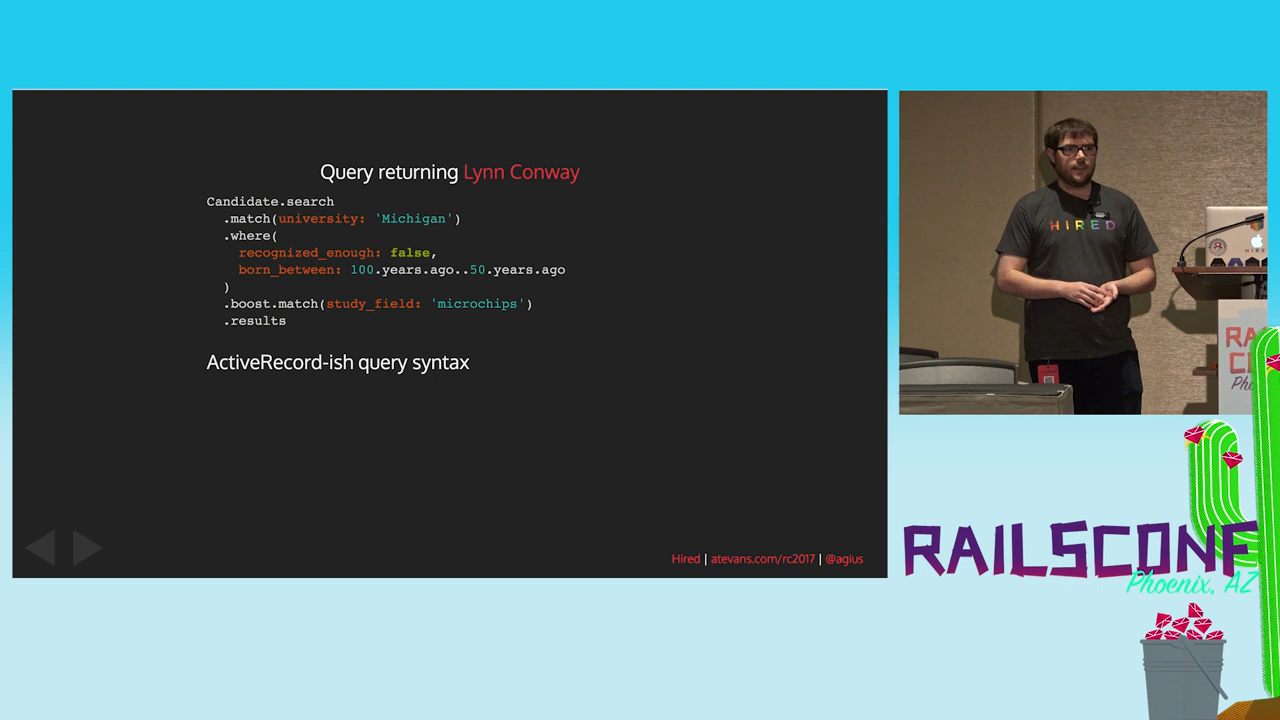 Query returning Lynn Conway
Candidate.search
.match(university: 'Michigan')
.where(
recognized_enough: false,
born_between: 100.years.ago..50.years.ago
)
.boost.match(study_field: 'microchips')
.results
ActiveRecord-ish query syntax
Hired | atevans.com/rc2017 | @agius
HIRED
RAILSCONF
Phoenix, AZ